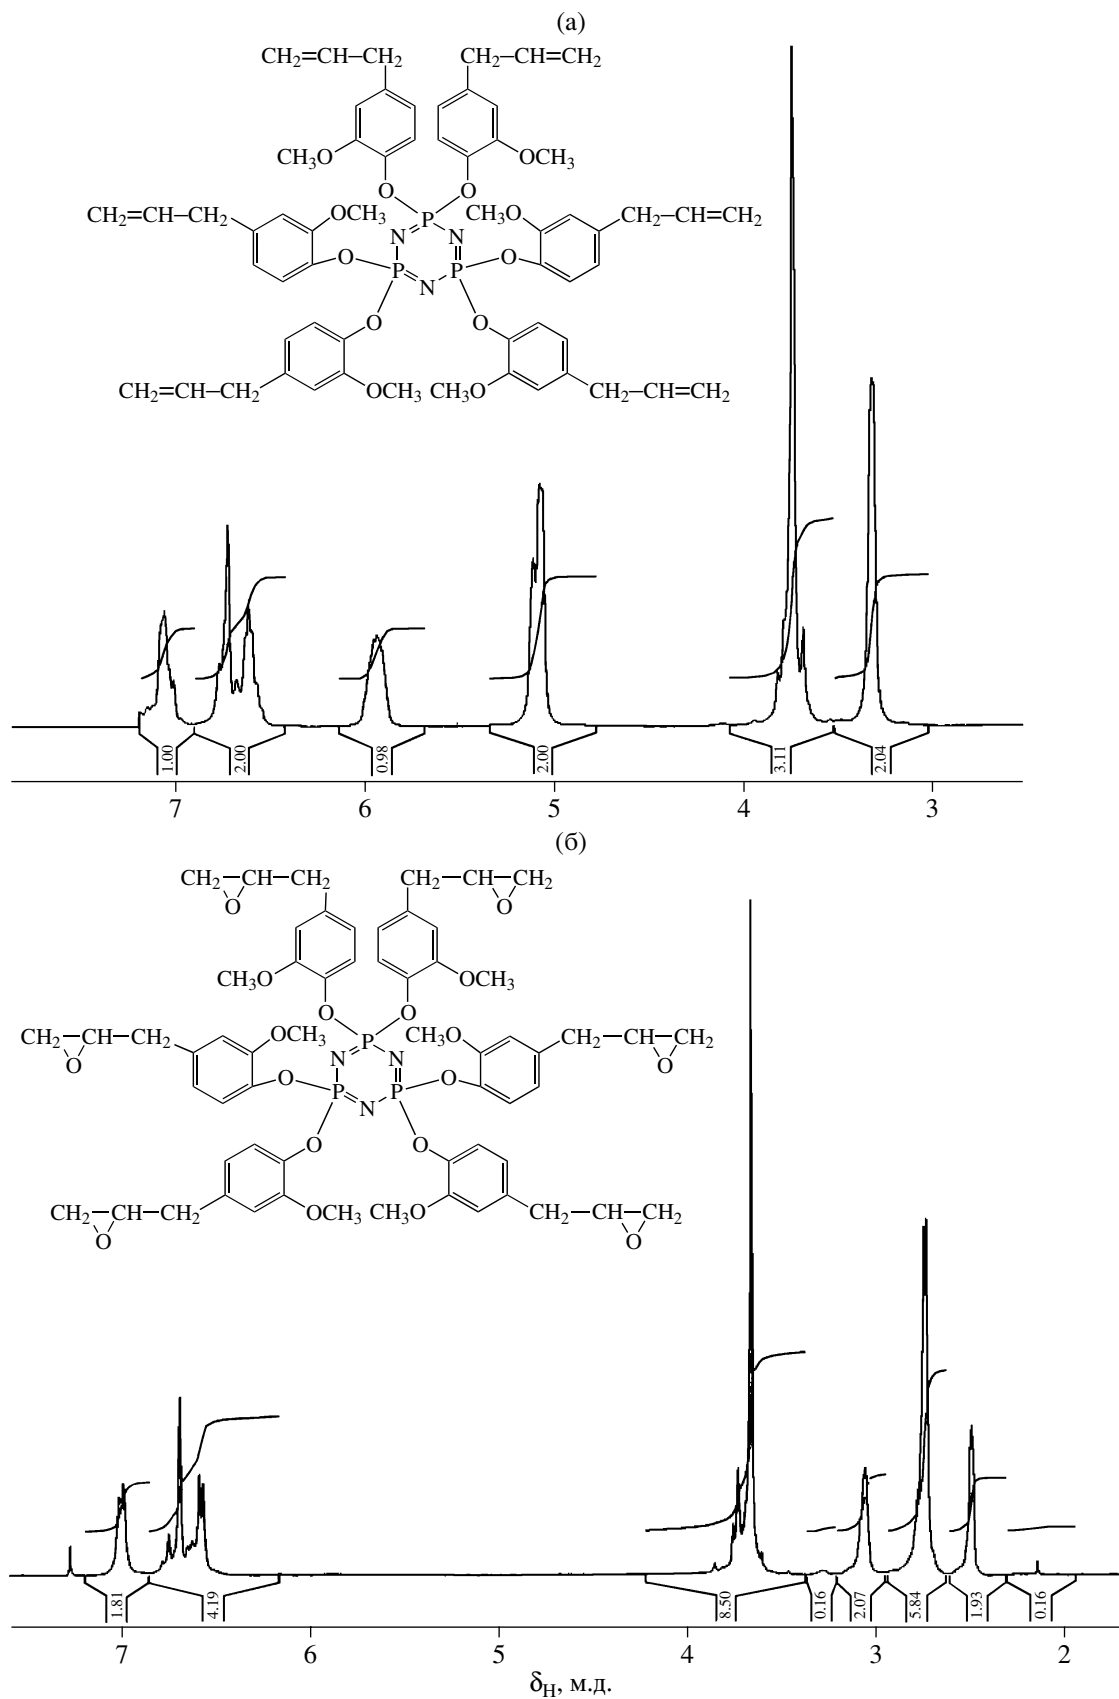 (а)
CH2=CH–CH2 CH2–CH=CH2
CH3O OCH3
O O
CH2=CH–CH2 OCH3 P CH3O CH2–CH=CH2
N N
O P P O
N
O O
CH2=CH–CH2 OCH3 CH3O CH2–CH=CH2
1.00 2.00 0.98 2.00 3.11 2.04
7 6 5 4 3
(б)
CH2–CH–CH2 CH2–CH–CH2
O O
CH3O OCH3
O O
CH2–CH–CH2 OCH3 P CH3O CH2–CH–CH2
O N N O
O P P O
N
O O
CH2–CH–CH2 OCH3 CH3O CH2–CH–CH2
O O
1.81 4.19 8.50 0.16 2.07 5.84 1.93 0.16
7 6 5 4 3 2
δH, м.д.